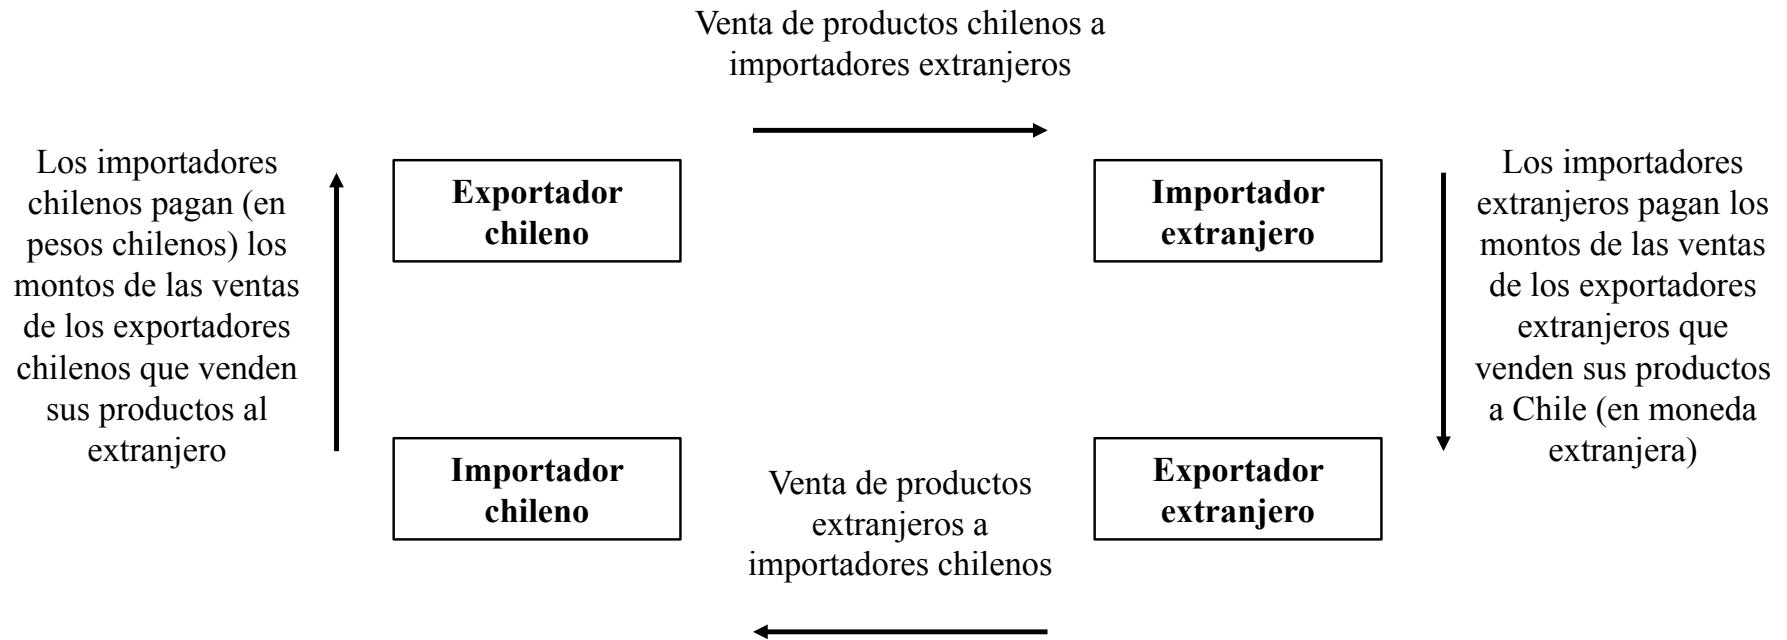 Venta de productos chilenos a
importadores extranjeros
Los importadores
chilenos pagan (en
pesos chilenos) los
montos de las ventas
de los exportadores
chilenos que venden
sus productos al
extranjero
Exportador
chileno
Importador
extranjero
Los importadores
extranjeros pagan los
montos de las ventas
de los exportadores
extranjeros que
venden sus productos
a Chile (en moneda
extranjera)
Importador
chileno
Venta de productos
extranjeros a
importadores chilenos
Exportador
extranjero